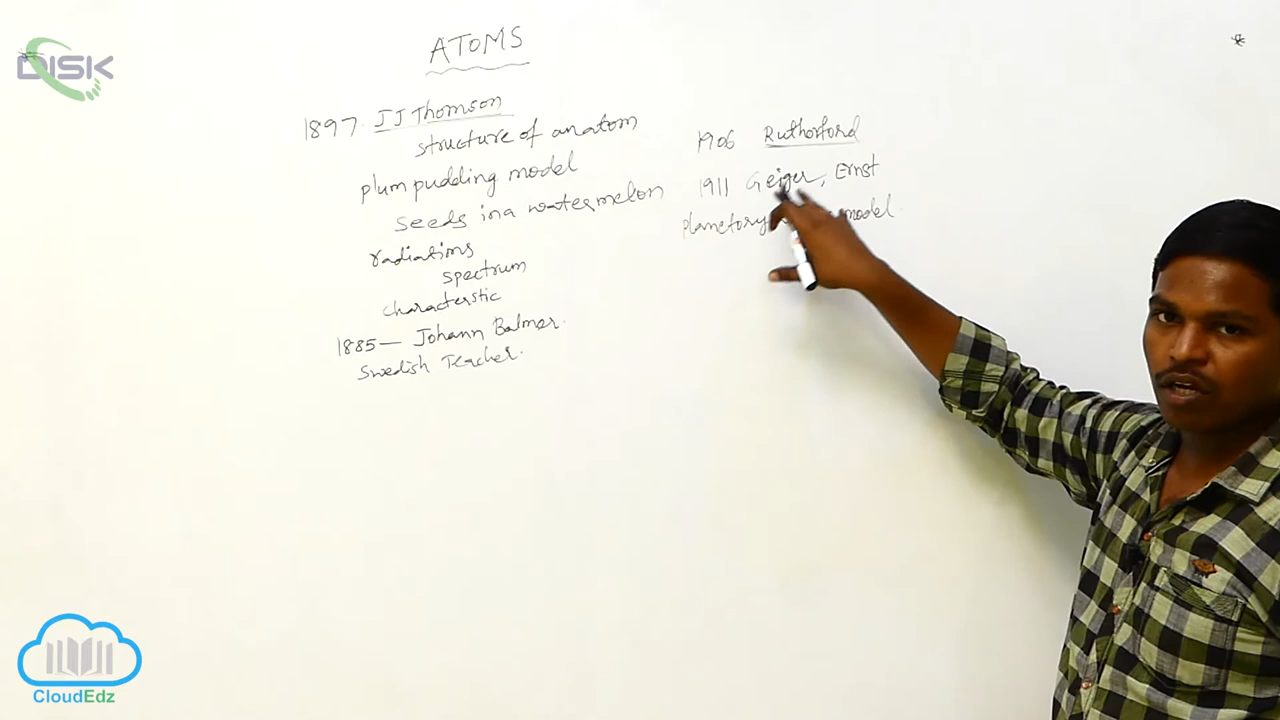 DISK
ATOMS
1897. JJ Thomson
structure of an atom
plum pudding model
seeds in a watermelon
radiations
spectrum
characterstic
1885— Johann Balmer.
Swedish Teacher.
1906 Rutherford
1911 Geiger, Ernst
planetory model.
CloudEdz